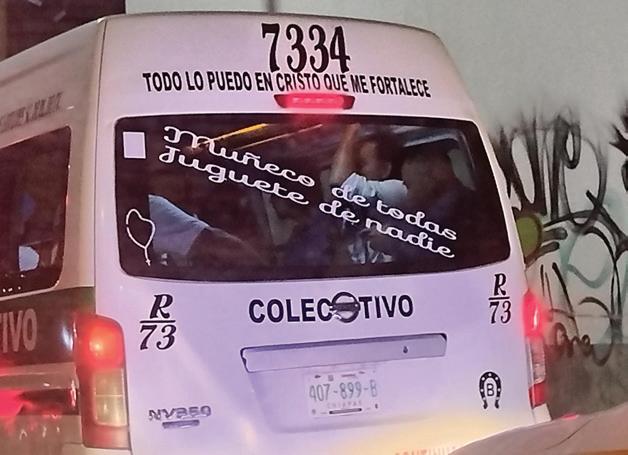 7334
TODO LO PUEDO EN CRISTO QUE ME FORTALECE
Muñeco de todas
Juguete de nadie
R
73
COLECTIVO
R
73
IVO
407-899-B
CHIAPAS
NV350
B